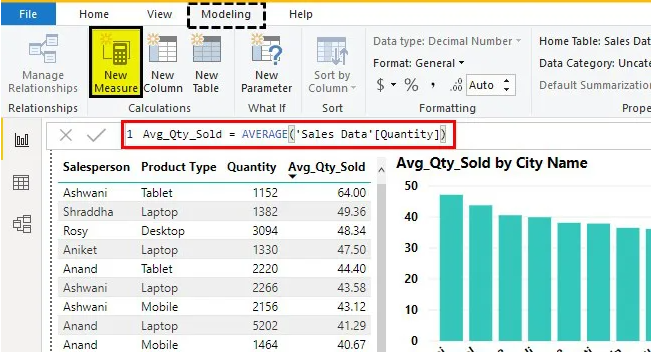 File Home View Modeling Help
Manage Relationships
New Measure
New Column
New Table
New Parameter
Sort by Column
Data type: Decimal Number
Format: General
$ % , .00 Auto
Home Table: Sales Dat
Data Category: Uncate
Default Summarization
Relationships Calculations What If Sort Formatting Prope
1 Avg_Qty_Sold = AVERAGE('Sales Data'[Quantity])
Salesperson Product Type Quantity Avg_Qty_Sold
Ashwani Tablet 1152 64.00
Shraddha Laptop 1382 49.36
Rosy Desktop 3094 48.34
Aniket Laptop 1330 47.50
Anand Tablet 2220 44.40
Ashwani Laptop 2266 43.58
Ashwani Mobile 2156 43.12
Anand Laptop 5202 41.29
Anand Mobile 1464 40.67
Avg_Qty_Sold by City Name
50
40
30
20
10
0